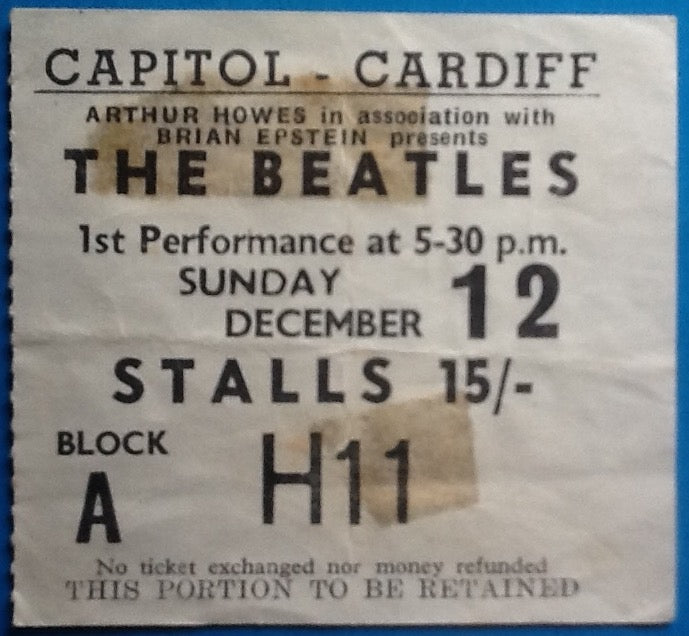 CAPITOL - CARDIFF
ARTHUR HOWES in association with
BRIAN EPSTEIN presents
THE BEATLES
1st Performance at 5-30 p.m.
SUNDAY
DECEMBER 12
STALLS 15/-
BLOCK
A H11
No ticket exchanged nor money refunded
THIS PORTION TO BE RETAINED